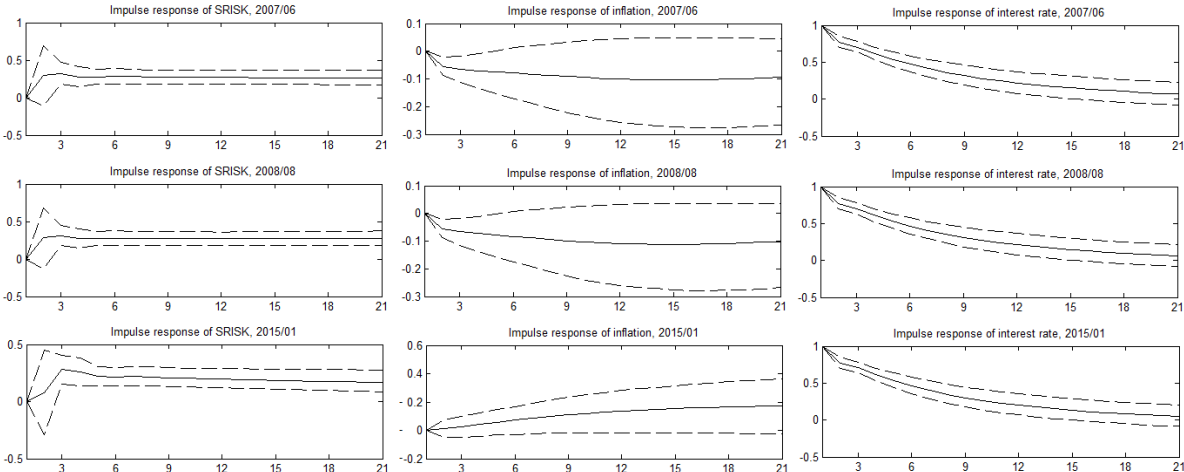 Impulse response of SRISK, 2007/06
1
0.5
0
-0.5
3 6 9 12 15 18 21
Impulse response of inflation, 2007/06
0.1
0
-0.1
-0.2
-0.3
3 6 9 12 15 18 21
Impulse response of interest rate, 2007/06
1
0.5
0
-0.5
3 6 9 12 15 18 21
Impulse response of SRISK, 2008/08
1
0.5
0
-0.5
3 6 9 12 15 18 21
Impulse response of inflation, 2008/08
0.1
0
-0.1
-0.2
-0.3
3 6 9 12 15 18 21
Impulse response of interest rate, 2008/08
1
0.5
0
-0.5
3 6 9 12 15 18 21
Impulse response of SRISK, 2015/01
0.5
0
-0.5
3 6 9 12 15 18 21
Impulse response of inflation, 2015/01
0.6
0.4
0.2
0
-0.2
3 6 9 12 15 18 21
Impulse response of interest rate, 2015/01
1
0.5
0
-0.5
3 6 9 12 15 18 21